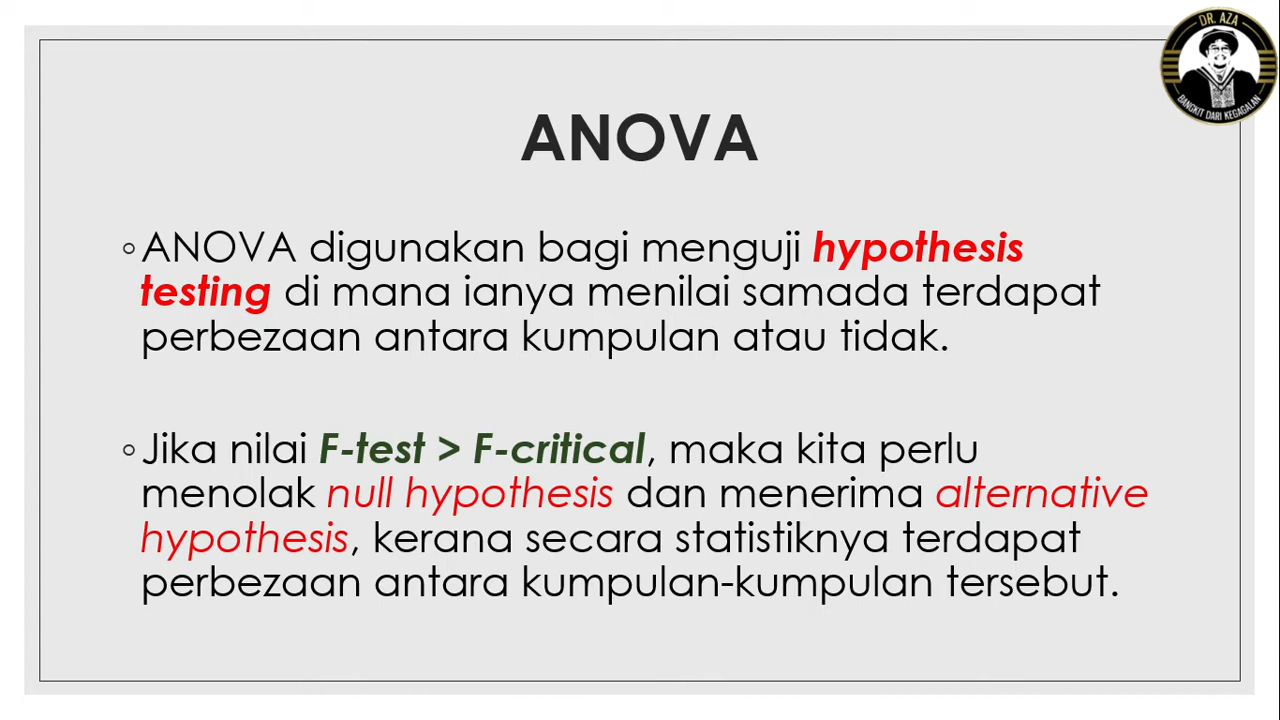 DR. AZA
BANGKIT DARI KEGAGALAN
ANOVA
◦ANOVA digunakan bagi menguji hypothesis
testing di mana ianya menilai samada terdapat
perbezaan antara kumpulan atau tidak.
◦Jika nilai F-test > F-critical, maka kita perlu
menolak null hypothesis dan menerima alternative
hypothesis, kerana secara statistiknya terdapat
perbezaan antara kumpulan-kumpulan tersebut.